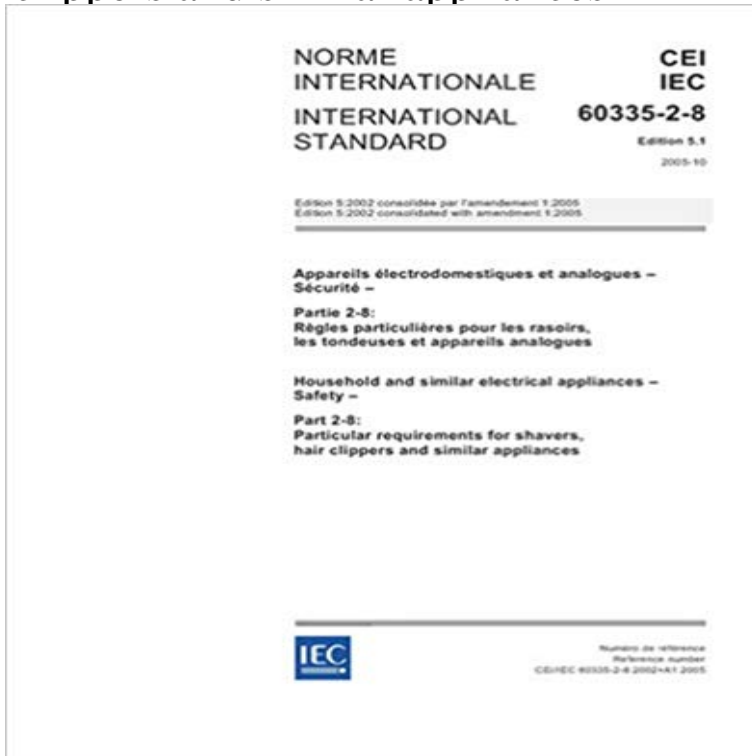 NORME
INTERNATIONALE
INTERNATIONAL
STANDARD
CEI
IEC
60335-2-8
Edition 5.1
2005-10
Edition 5:2002 consolidée par l'amendement 1:2005
Edition 5:2002 consolidated with amendment 1:2005
Appareils électrodomestiques et analogues –
Sécurité –
Partie 2-8:
Règles particulières pour les rasoirs,
les tondeuses et appareils analogues
Household and similar electrical appliances –
Safety –
Part 2-8:
Particular requirements for shavers,
hair clippers and similar appliances
IEC
Numéro de référence
Reference number
CEI/IEC 60335-2-8:2002+A1:2005